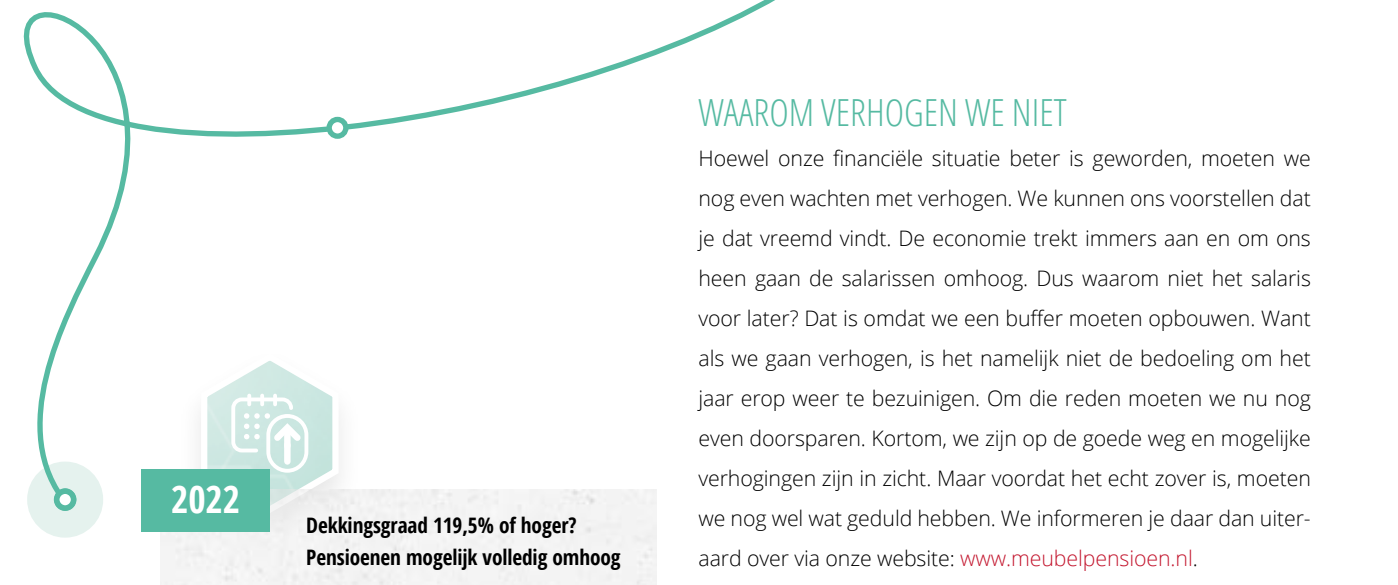 WAAROM VERHOGEN WE NIET
Hoewel onze financiële situatie beter is geworden, moeten we
nog even wachten met verhogen. We kunnen ons voorstellen dat
je dat vreemd vindt. De economie trekt immers aan en om ons
heen gaan de salarissen omhoog. Dus waarom niet het salaris
voor later? Dat is omdat we een buffer moeten opbouwen. Want
als we gaan verhogen, is het namelijk niet de bedoeling om het
jaar erop weer te bezuinigen. Om die reden moeten we nu nog
even doorsparen. Kortom, we zijn op de goede weg en mogelijke
verhogingen zijn in zicht. Maar voordat het echt zover is, moeten
we nog wel wat geduld hebben. We informeren je daar dan uiter-
aard over via onze website: www.meubelpensioen.nl.
2022
Dekkingsgraad 119,5% of hoger?
Pensioenen mogelijk volledig omhoog